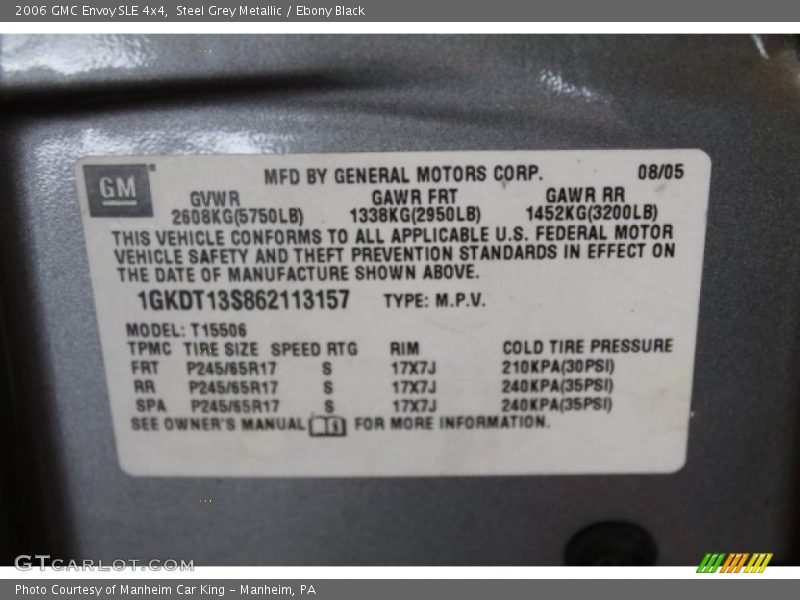 2006 GMC Envoy SLE 4x4, Steel Grey Metallic / Ebony Black
GM
MFD BY GENERAL MOTORS CORP. 08/05
GVWR GAWR FRT GAWR RR
2608KG(5750LB) 1338KG(2950LB) 1452KG(3200LB)
THIS VEHICLE CONFORMS TO ALL APPLICABLE U.S. FEDERAL MOTOR
VEHICLE SAFETY AND THEFT PREVENTION STANDARDS IN EFFECT ON
THE DATE OF MANUFACTURE SHOWN ABOVE.
1GKDT13S862113157 TYPE: M.P.V.
MODEL: T15506
TPMC TIRE SIZE SPEED RTG RIM COLD TIRE PRESSURE
FRT P245/65R17 S 17X7J 210KPA(30PSI)
RR P245/65R17 S 17X7J 240KPA(35PSI)
SPA P245/65R17 S 17X7J 240KPA(35PSI)
SEE OWNER'S MANUAL FOR MORE INFORMATION.
GTCARLOT.COM
Photo Courtesy of Manheim Car King - Manheim, PA